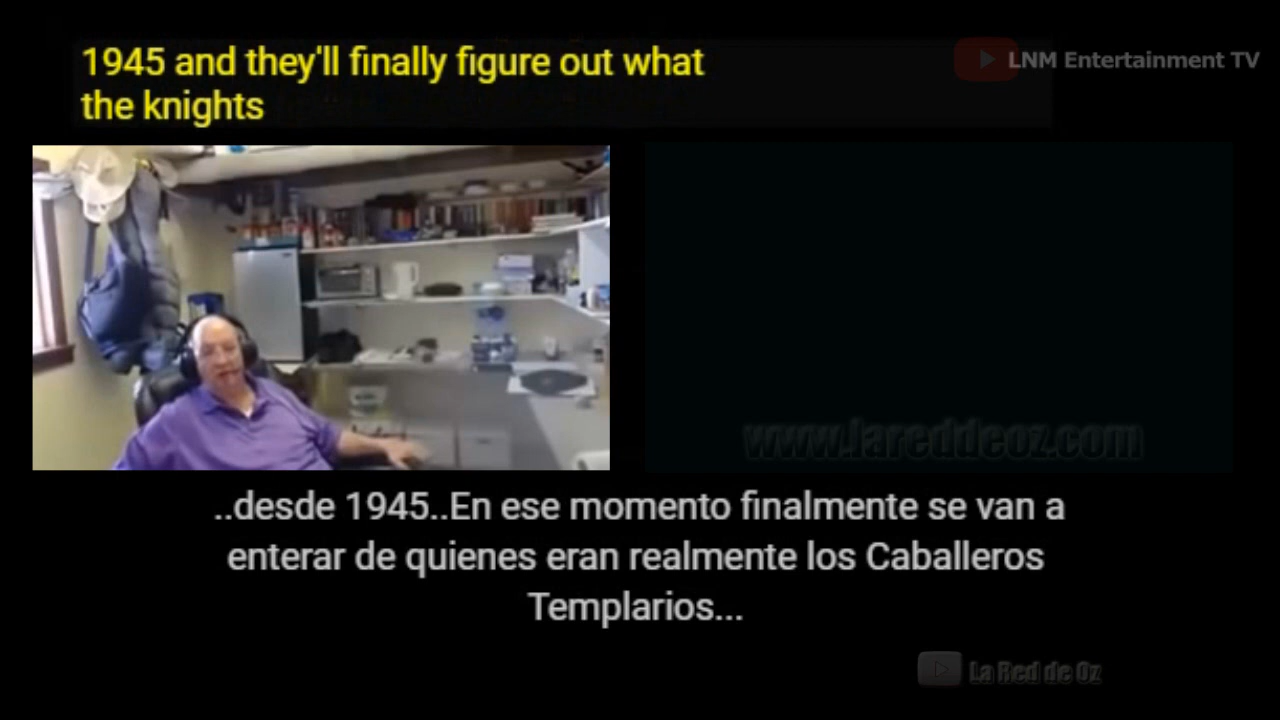 1945 and they'll finally figure out what
LNM Entertainment TV
the knights
www.lareddeoz.com
..desde 1945..En ese momento finalmente se van a
enterar de quienes eran realmente los Caballeros
Templarios...
La Red de Oz